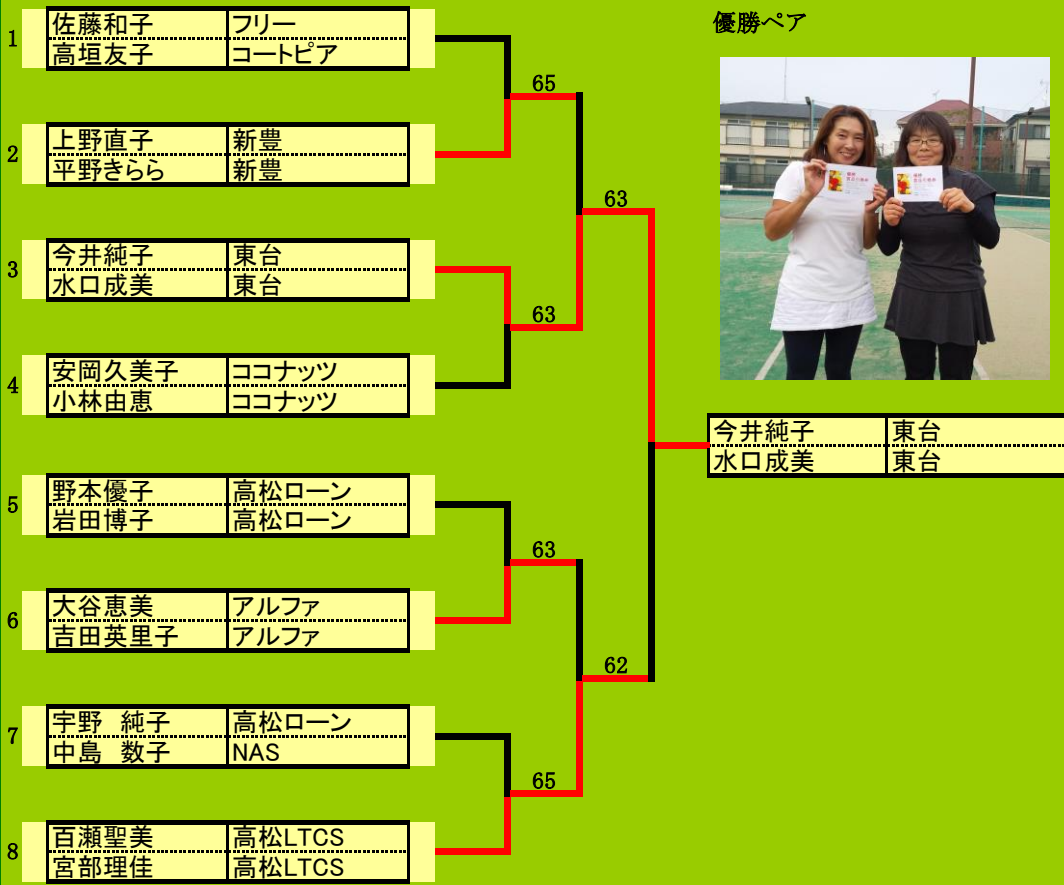 優勝ペア
1
佐藤和子 フリー
高垣友子 コートピア
65
2
上野直子 新豊
平野きらら 新豊
63
3
今井純子 東台
水口成美 東台
63
4
安岡久美子 ココナッツ
小林由恵 ココナッツ
今井純子 東台
水口成美 東台
5
野本優子 高松ローン
岩田博子 高松ローン
63
6
大谷恵美 アルファ
吉田英里子 アルファ
62
7
宇野 純子 高松ローン
中島 数子 NAS
65
8
百瀬聖美 高松LTCS
宮部理佳 高松LTCS